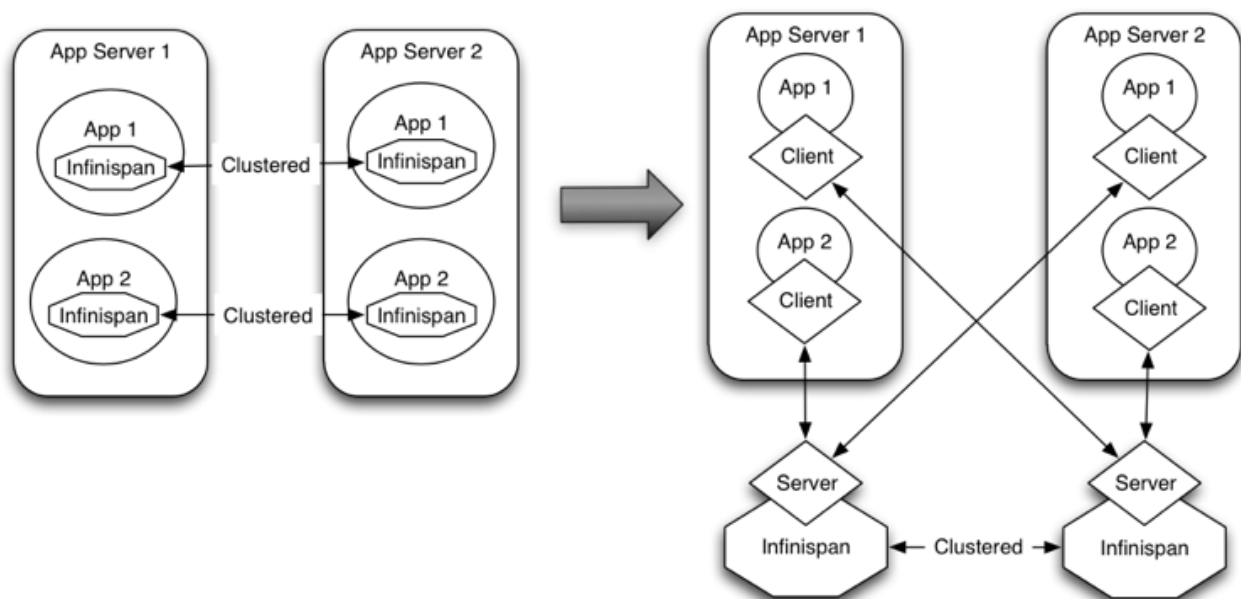 App Server 1
App 1
Infinispan
App 2
Infinispan
Clustered
Clustered
App Server 2
App 1
Infinispan
App 2
Infinispan
App Server 1
App 1
Client
App 2
Client
App Server 2
App 1
Client
App 2
Client
Server
Infinispan
Clustered
Server
Infinispan